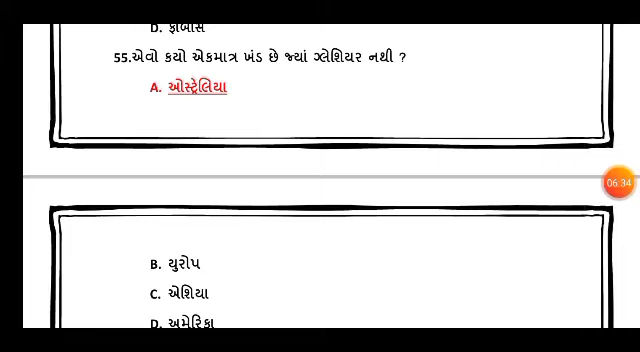 D. ફોર્બ્સ
55.એવો કયો એકમાત્ર ખંડ છે જ્યાં ગ્લેશિયર નથી ?
A. ઓસ્ટ્રેલિયા
06:34
B. યુરોપ
C. એશિયા
D. અમેરિકા